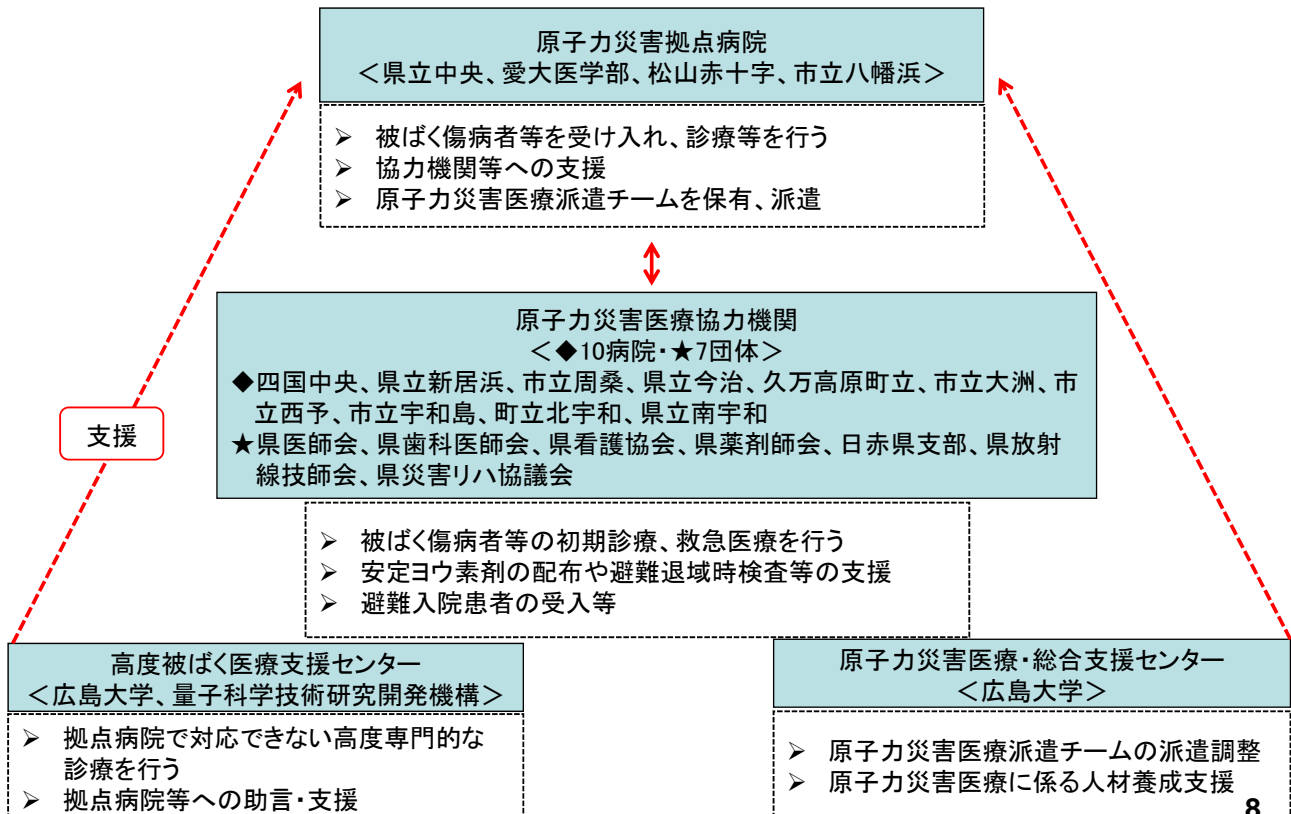 原子力災害拠点病院
＜県立中央、愛大医学部、松山赤十字、市立八幡浜＞
➢ 被ばく傷病者等を受け入れ、診療等を行う
➢ 協力機関等への支援
➢ 原子力災害医療派遣チームを保有、派遣
原子力災害医療協力機関
＜◆10病院・★7団体＞
◆四国中央、県立新居浜、市立周桑、県立今治、久万高原町立、市立大洲、市
立西予、市立宇和島、町立北宇和、県立南宇和
★県医師会、県歯科医師会、県看護協会、県薬剤師会、日赤県支部、県放射
線技師会、県災害リハ協議会
支援
➢ 被ばく傷病者等の初期診療、救急医療を行う
➢ 安定ヨウ素剤の配布や避難退域時検査等の支援
➢ 避難入院患者の受入等
高度被ばく医療支援センター
＜広島大学、量子科学技術研究開発機構＞
➢ 拠点病院で対応できない高度専門的な
診療を行う
➢ 拠点病院等への助言・支援
原子力災害医療・総合支援センター
＜広島大学＞
➢ 原子力災害医療派遣チームの派遣調整
➢ 原子力災害医療に係る人材養成支援
8